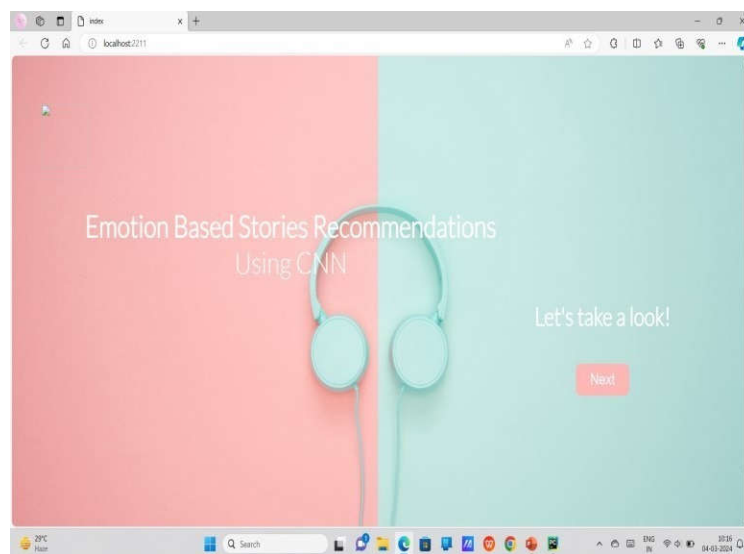 index
localhost:2211
Emotion Based Stories Recommendations
Using CNN
Let's take a look!
Next
29°C
Haze
Search
ENG
IN
10:16
04-03-2024